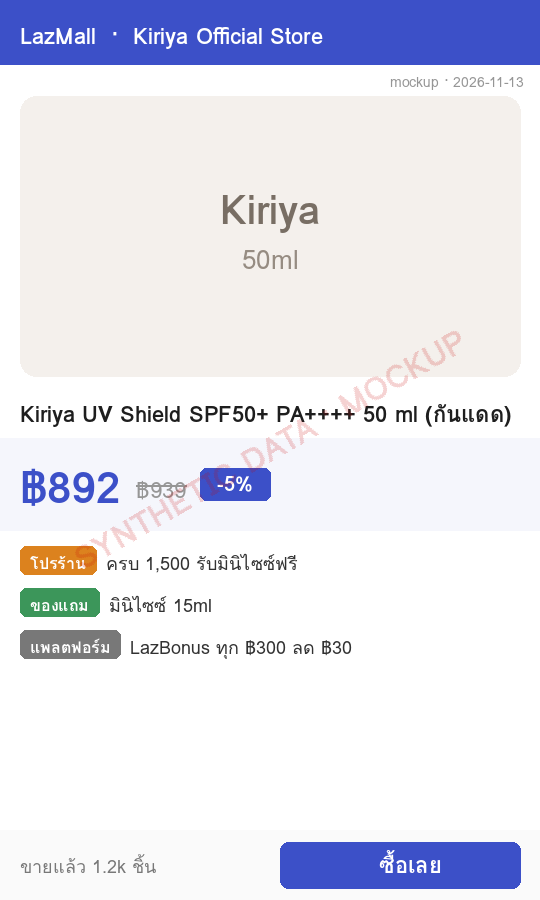 LazMall · Kiriya Official Store
mockup · 2026-11-13
Kiriya
50ml
Kiriya UV Shield SPF50+ PA++++ 50 ml (กันแดด)
฿892 ฿939 -5%
SYNTHETIC DATA MOCKUP
โปรร้าน ครบ 1,500 รับมินิไซซ์ฟรี
ของแถม มินิไซซ์ 15ml
แพลตฟอร์ม LazBonus ทุก ฿300 ลด ฿30
ขายแล้ว 1.2k ชิ้น ซื้อเลย